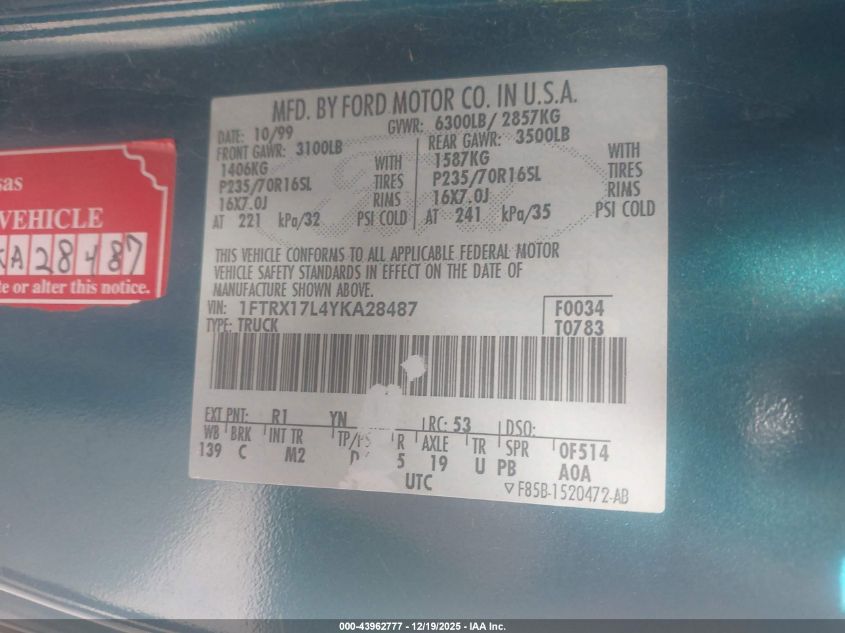 MFD. BY FORD MOTOR CO. IN U.S.A.
DATE: 10/99 GVWR: 6300LB/ 2857KG
FRONT GAWR: 3100LB REAR GAWR: 3500LB
1406KG WITH 1587KG WITH
P235/70R16SL TIRES P235/70R16SL TIRES
16X7.0J RIMS 16X7.0J RIMS
AT 221 kPa/32 PSI COLD AT 241 kPa/35 PSI COLD
THIS VEHICLE CONFORMS TO ALL APPLICABLE FEDERAL MOTOR
VEHICLE SAFETY STANDARDS IN EFFECT ON THE DATE OF
MANUFACTURE SHOWN ABOVE.
VIN: 1FTRX17L4YKA28487 F0034
TYPE: TRUCK T0783
EXT PNT: R1 YN RC: 53 DSO:
WB BRK INT TR TP/PS R AXLE TR SPR 0F514
139 C M2 5 19 U PB A0A
UTC
F85B-1520472-AB
sas
VEHICLE
KA28487
te or alter this notice.
000-43962777 - 12/19/2025 - IAA Inc.